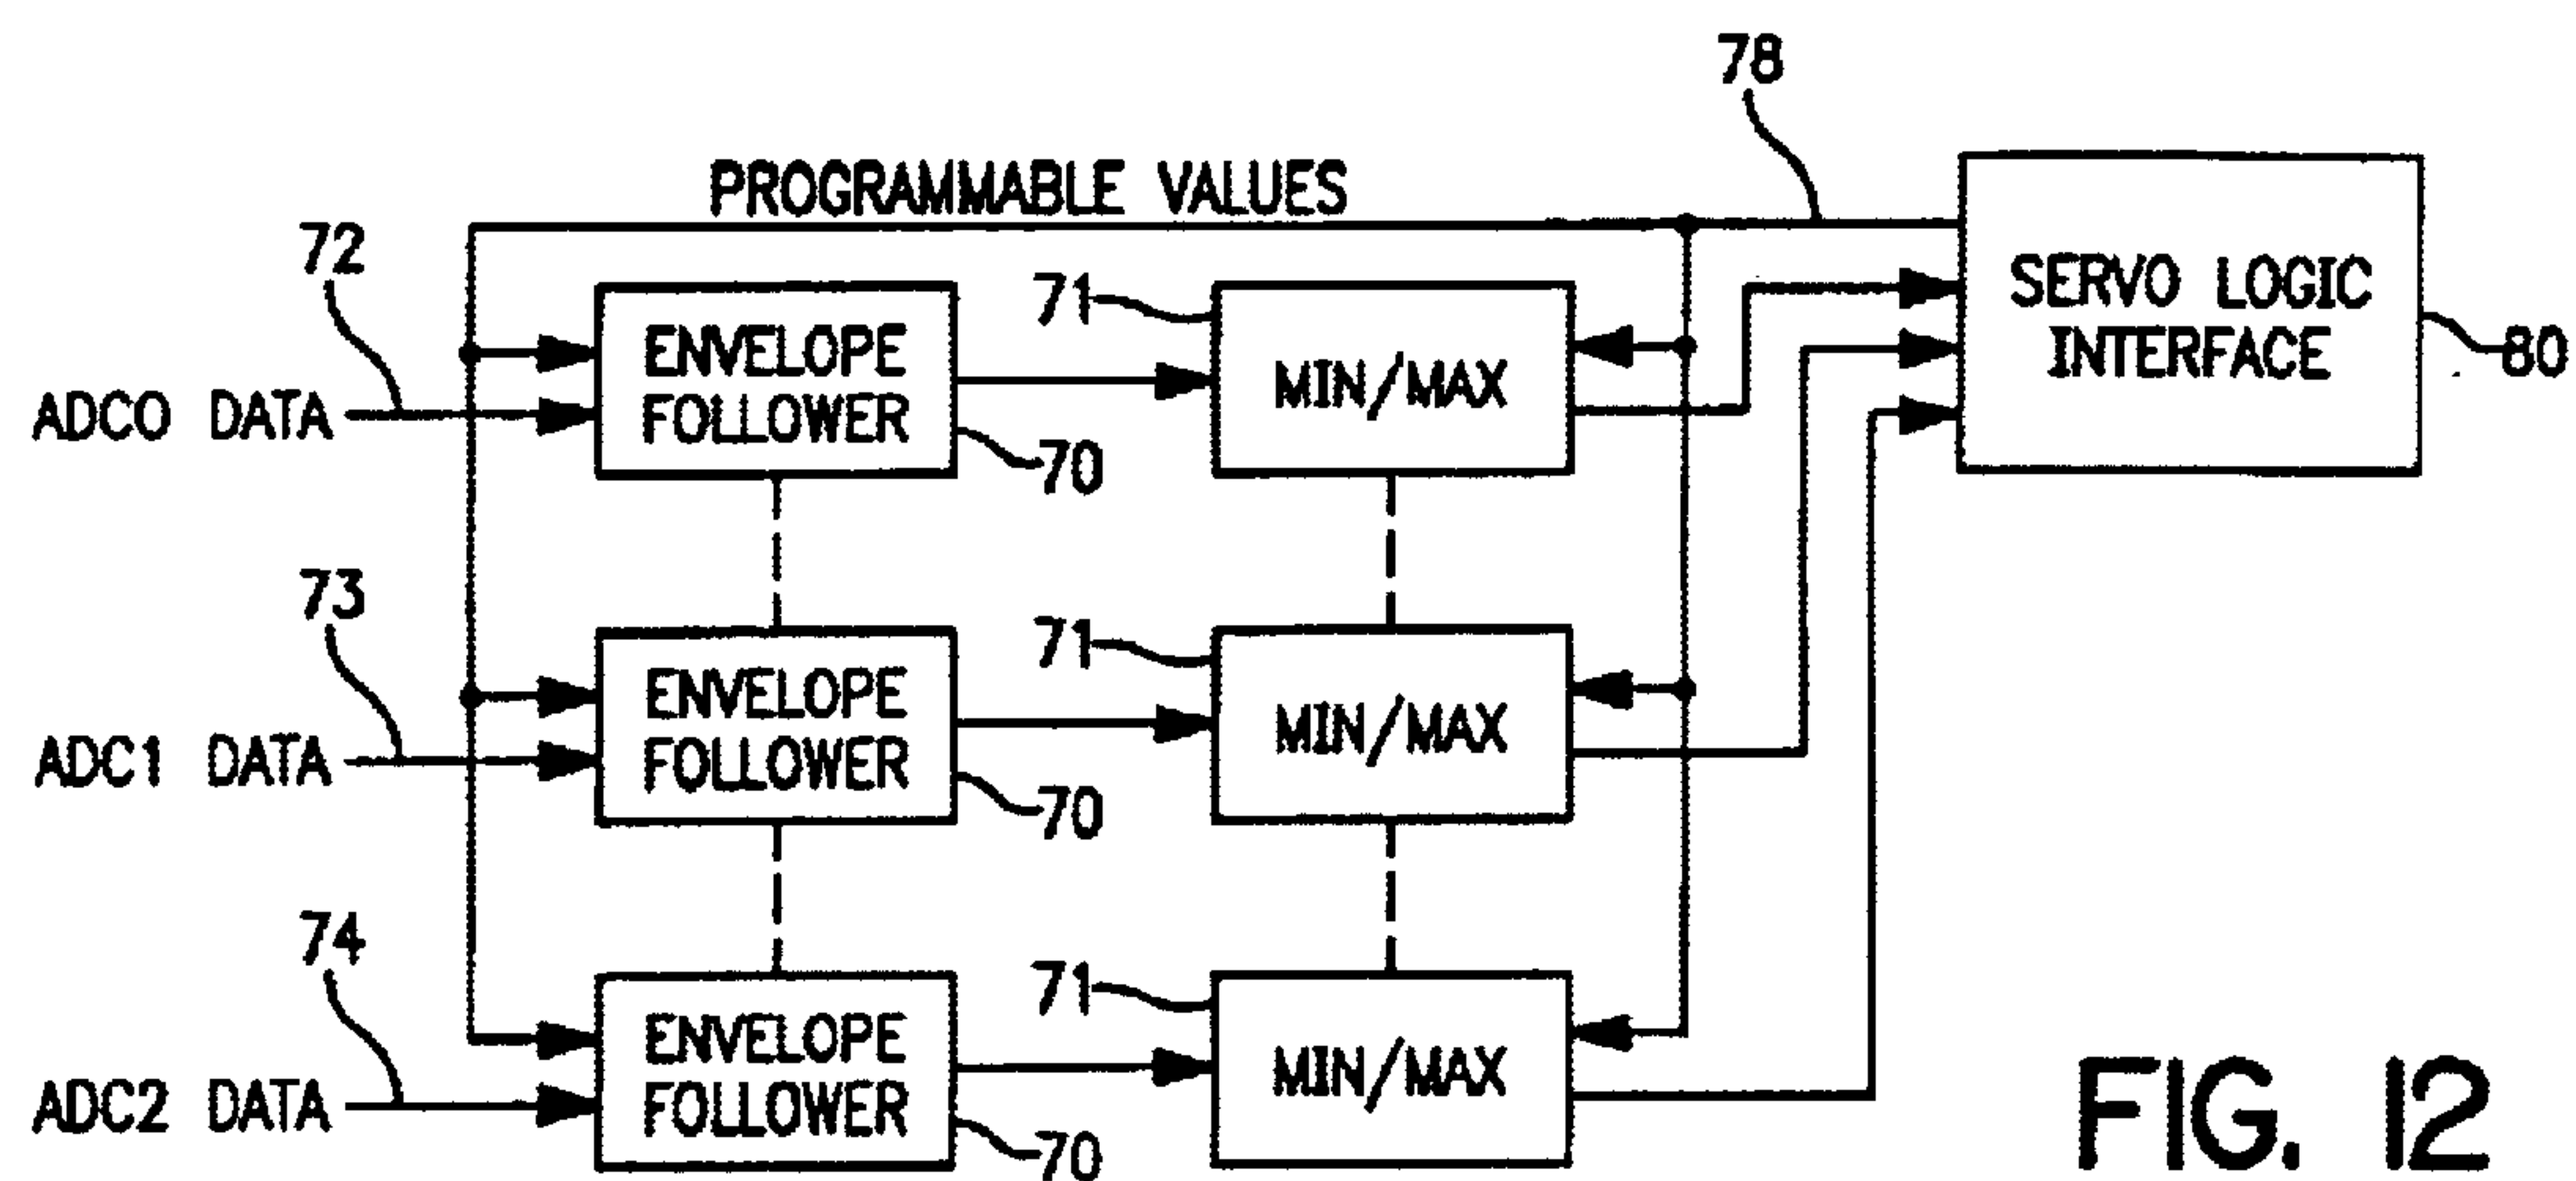 78
PROGRAMMABLE VALUES
72
71
SERVO LOGIC
INTERFACE
80
ENVELOPE
FOLLOWER
MIN/MAX
ADC0 DATA
70
73
71
ENVELOPE
FOLLOWER
MIN/MAX
ADC1 DATA
70
74
71
ENVELOPE
FOLLOWER
MIN/MAX
ADC2 DATA
70
FIG. 12